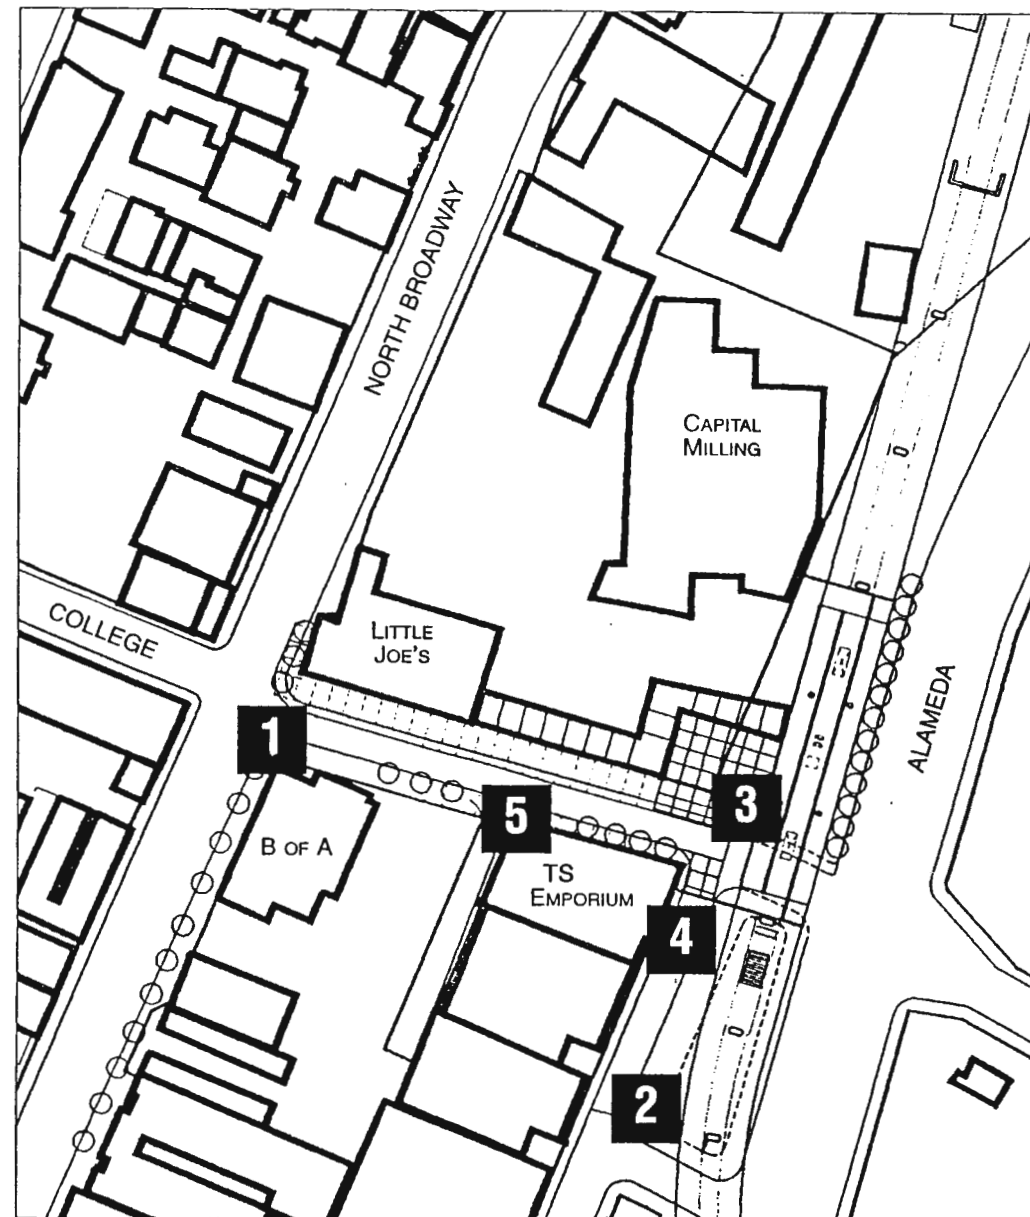 NORTH BROADWAY
CAPITAL
MILLING
COLLEGE
LITTLE
JOE'S
ALAMEDA
1
3
5
B OF A
TS
EMPORIUM
4
2